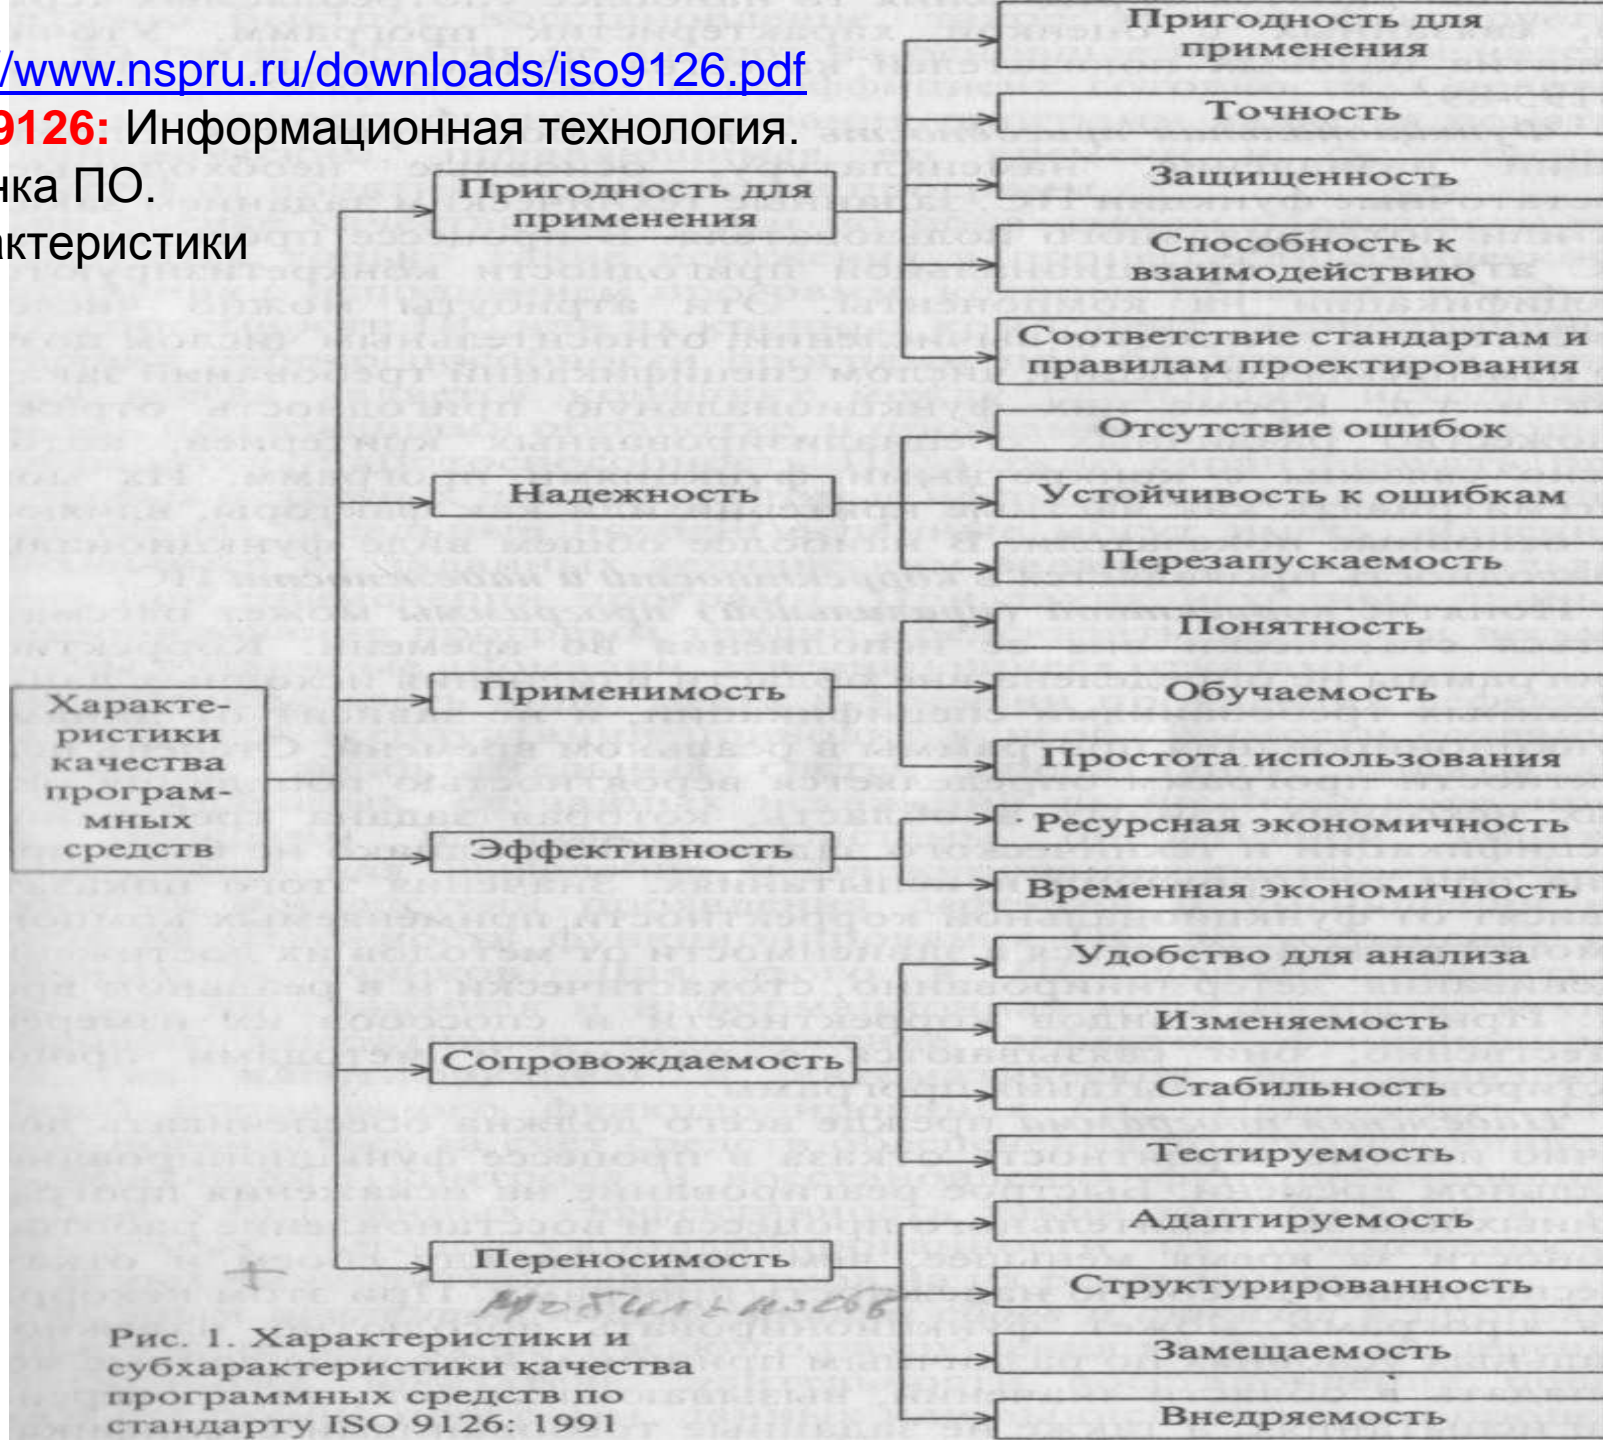 //www.nspru.ru/downloads/iso9126.pdf
9126: Информационная технология.
нка ПО.
актеристики
Характе-
ристики
качества
програм-
мных
средств
Пригодность для
применения
Пригодность для
применения
Точность
Защищенность
Способность к
взаимодействию
Соответствие стандартам и
правилам проектирования
Надежность
Отсутствие ошибок
Устойчивость к ошибкам
Перезапускаемость
Применимость
Понятность
Обучаемость
Простота использования
Эффективность
Ресурсная экономичность
Временная экономичность
Сопровождаемость
Удобство для анализа
Изменяемость
Стабильность
Тестируемость
Переносимость
Адаптируемость
Структурированность
Замещаемость
Внедряемость
+
мобильность
Рис. 1. Характеристики и
субхарактеристики качества
программных средств по
стандарту ISO 9126: 1991